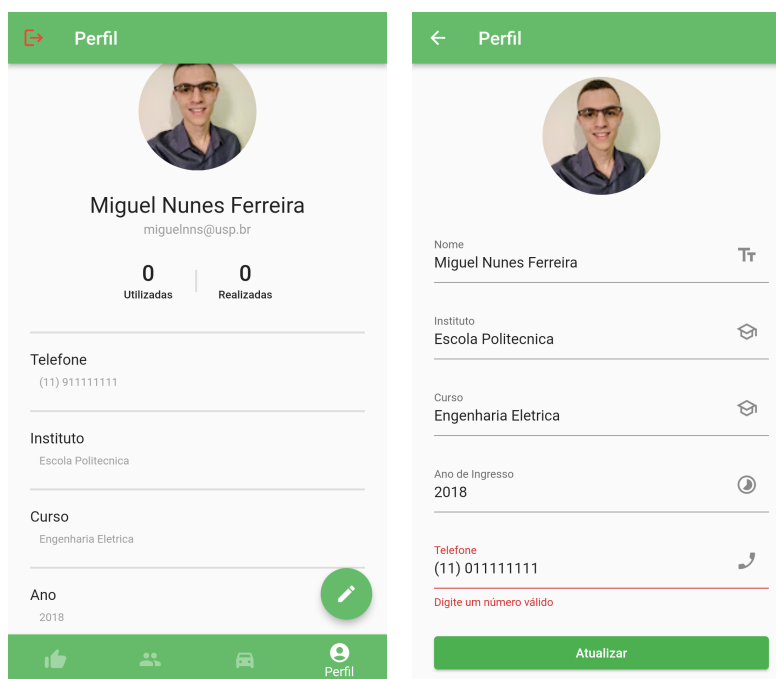 Perfil
Miguel Nunes Ferreira
miguelnns@usp.br
0 0
Utilizadas Realizadas
Telefone
(11) 911111111
Instituto
Escola Politecnica
Curso
Engenharia Eletrica
Ano
2018
Perfil
Perfil
Nome
Miguel Nunes Ferreira
Instituto
Escola Politecnica
Curso
Engenharia Eletrica
Ano de Ingresso
2018
Telefone
(11) 011111111
Digite um número válido
Atualizar